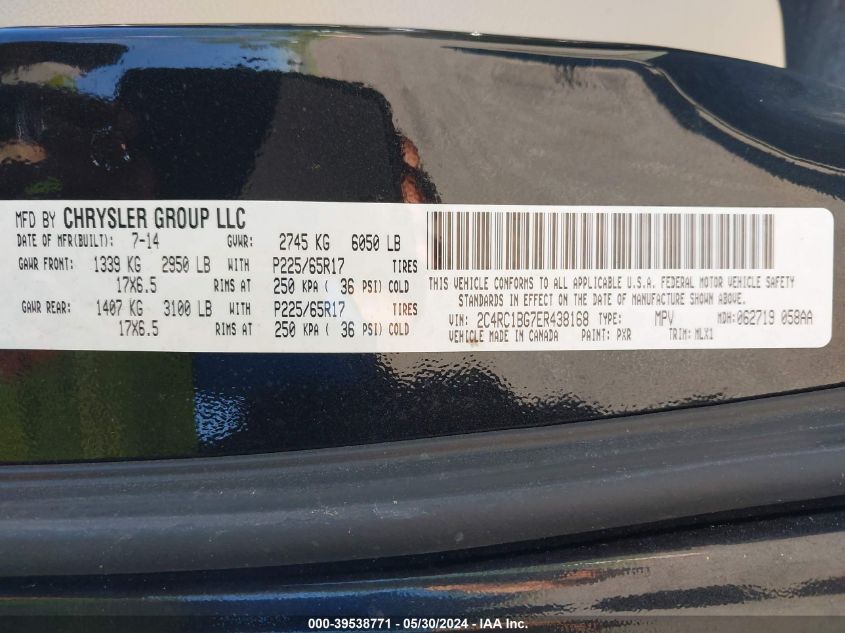 MFD BY CHRYSLER GROUP LLC
DATE OF MFR(BUILT): 7-14 GVWR: 2745 KG 6050 LB
GAWR FRONT: 1339 KG 2950 LB WITH P225/65R17 TIRES
17X6.5 RIMS AT 250 KPA ( 36 PSI) COLD
GAWR REAR: 1407 KG 3100 LB WITH P225/65R17 TIRES
17X6.5 RIMS AT 250 KPA ( 36 PSI) COLD
THIS VEHICLE CONFORMS TO ALL APPLICABLE U.S.A. FEDERAL MOTOR VEHICLE SAFETY
STANDARDS IN EFFECT ON THE DATE OF MANUFACTURE SHOWN ABOVE.
VIN: 2C4RC1BG7ER438168 TYPE: MPV MDH: 062719 058AA
VEHICLE MADE IN CANADA PAINT: PXR TRIM: MLX1
000-39538771 - 05/30/2024 - IAA Inc.